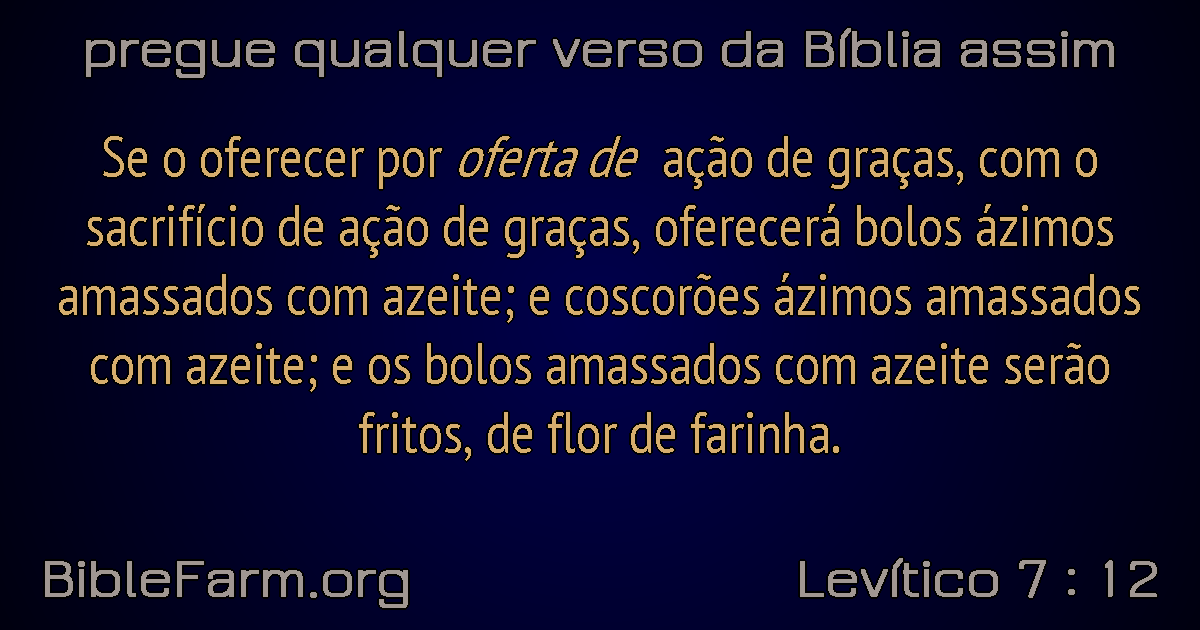 pregue qualquer verso da Bíblia assim
Se o oferecer por oferta de ação de graças, com o
sacrifício de ação de graças, oferecerá bolos ázimos
amassados com azeite; e coscorões ázimos amassados
com azeite; e os bolos amassados com azeite serão
fritos, de flor de farinha.
BibleFarm.org
Levítico 7 : 12